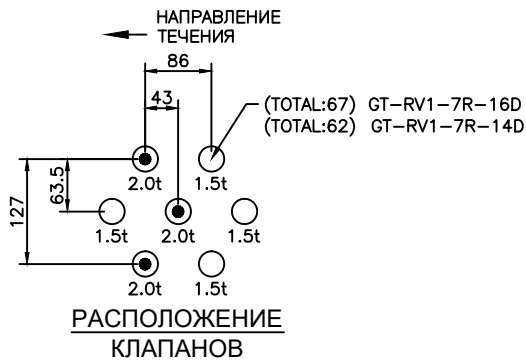 НАПРАВЛЕНИЕ
ТЕЧЕНИЯ
86
43
(TOTAL:67) GT-RV1-7R-16D
(TOTAL:62) GT-RV1-7R-14D
127
63.5
2.0t 1.5t
1.5t 2.0t 1.5t
2.0t 1.5t
РАСПОЛОЖЕНИЕ
КЛАПАНОВ